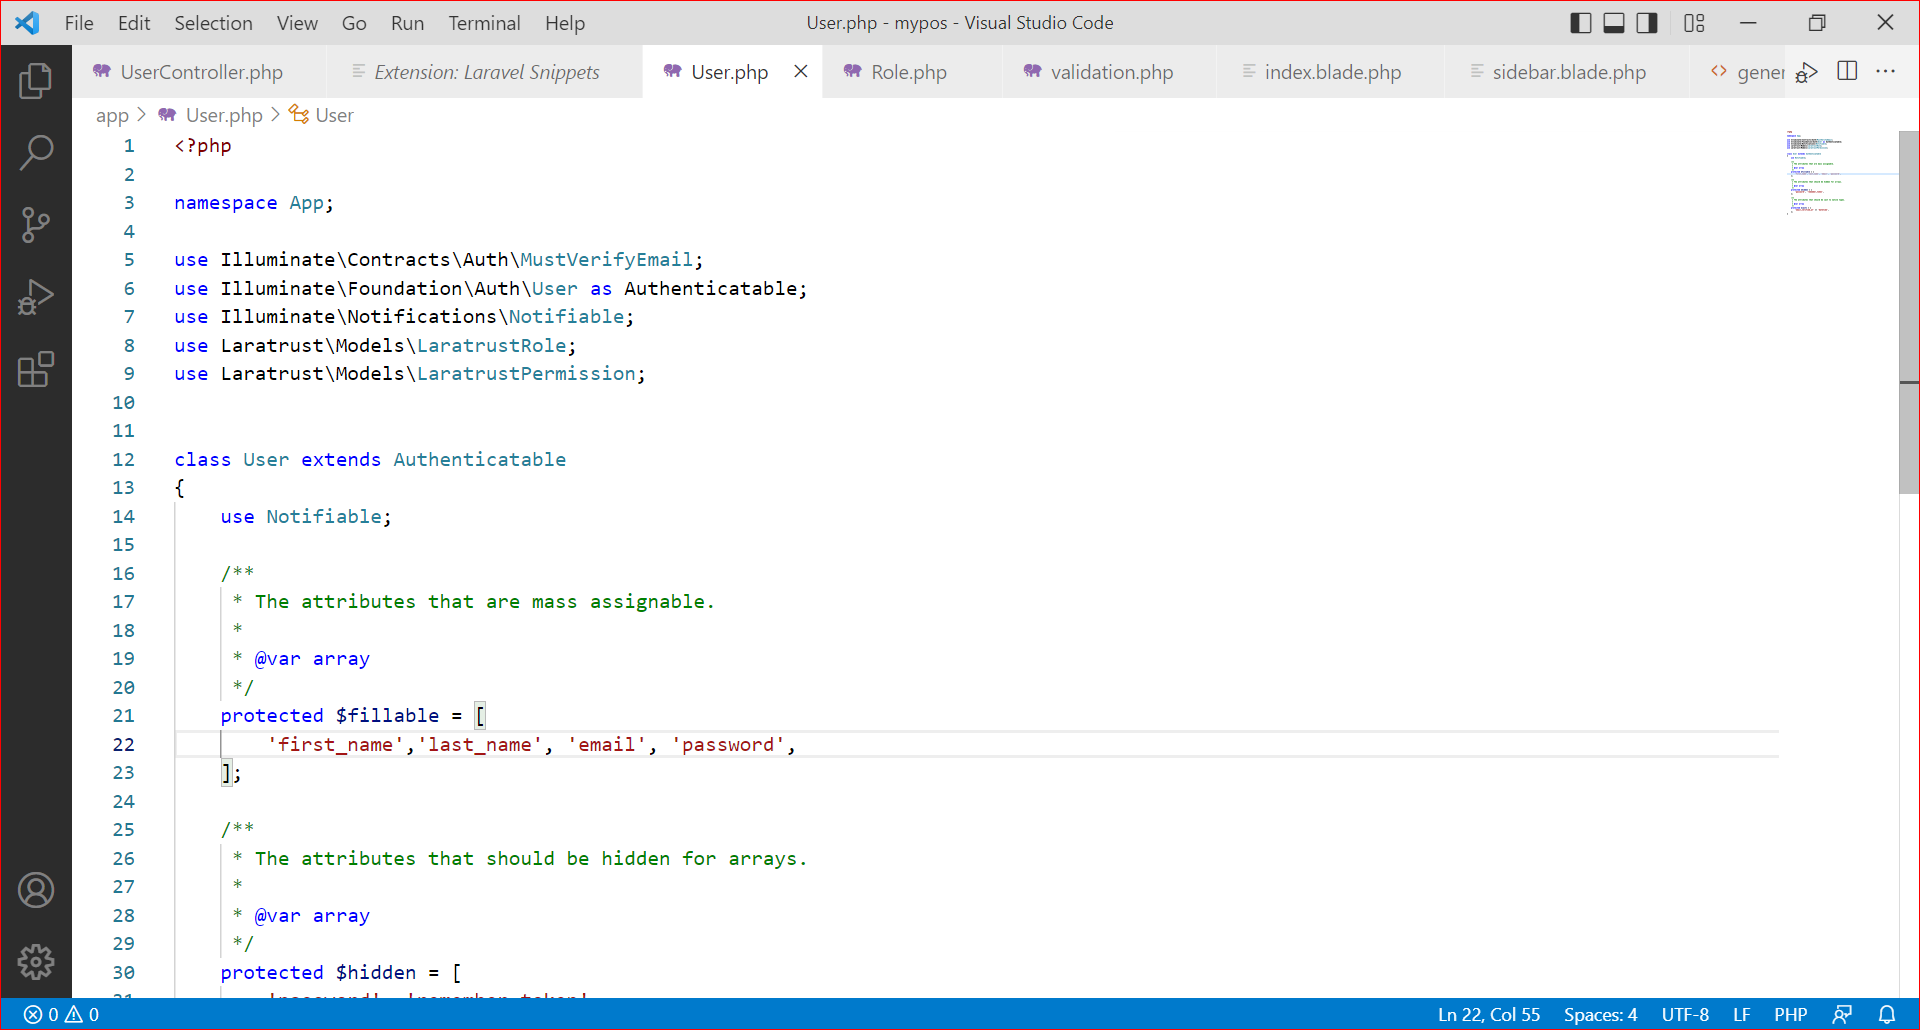 File Edit Selection View Go Run Terminal Help User.php - mypos - Visual Studio Code
UserController.php Extension: Laravel Snippets User.php Role.php validation.php index.blade.php sidebar.blade.php gener
app > User.php > User
1 <?php
2
3 namespace App;
4
5 use Illuminate\Contracts\Auth\MustVerifyEmail;
6 use Illuminate\Foundation\Auth\User as Authenticatable;
7 use Illuminate\Notifications\Notifiable;
8 use Laratrust\Models\LaratrustRole;
9 use Laratrust\Models\LaratrustPermission;
10
11
12 class User extends Authenticatable
13 {
14 use Notifiable;
15
16 /**
17 * The attributes that are mass assignable.
18 *
19 * @var array
20 */
21 protected $fillable = [
22 'first_name','last_name', 'email', 'password',
23 ];
24
25 /**
26 * The attributes that should be hidden for arrays.
27 *
28 * @var array
29 */
30 protected $hidden = [
31 'password', 'remember_token',
0 0 Ln 22, Col 55 Spaces: 4 UTF-8 LF PHP